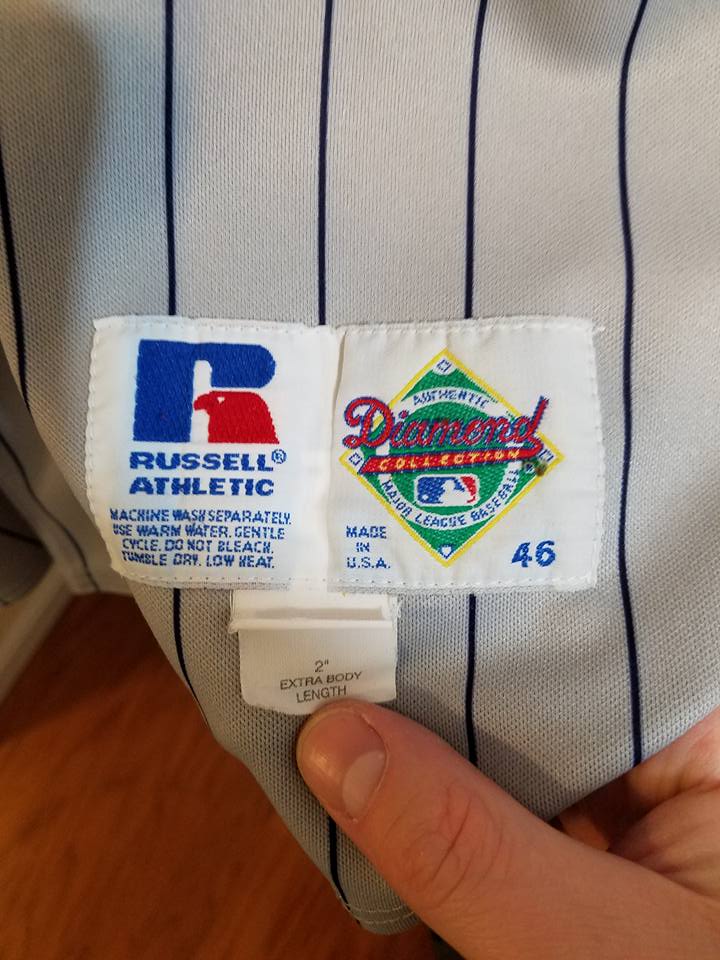 RUSSELL®
ATHLETIC
MACHINE WASH SEPARATELY.
USE WARM WATER. GENTLE
CYCLE. DO NOT BLEACH.
TUMBLE DRY. LOW HEAT.
AUTHENTIC
Diamond
COLLECTION
MAJOR LEAGUE BASEBALL
MADE
IN
U.S.A.
46
2"
EXTRA BODY
LENGTH